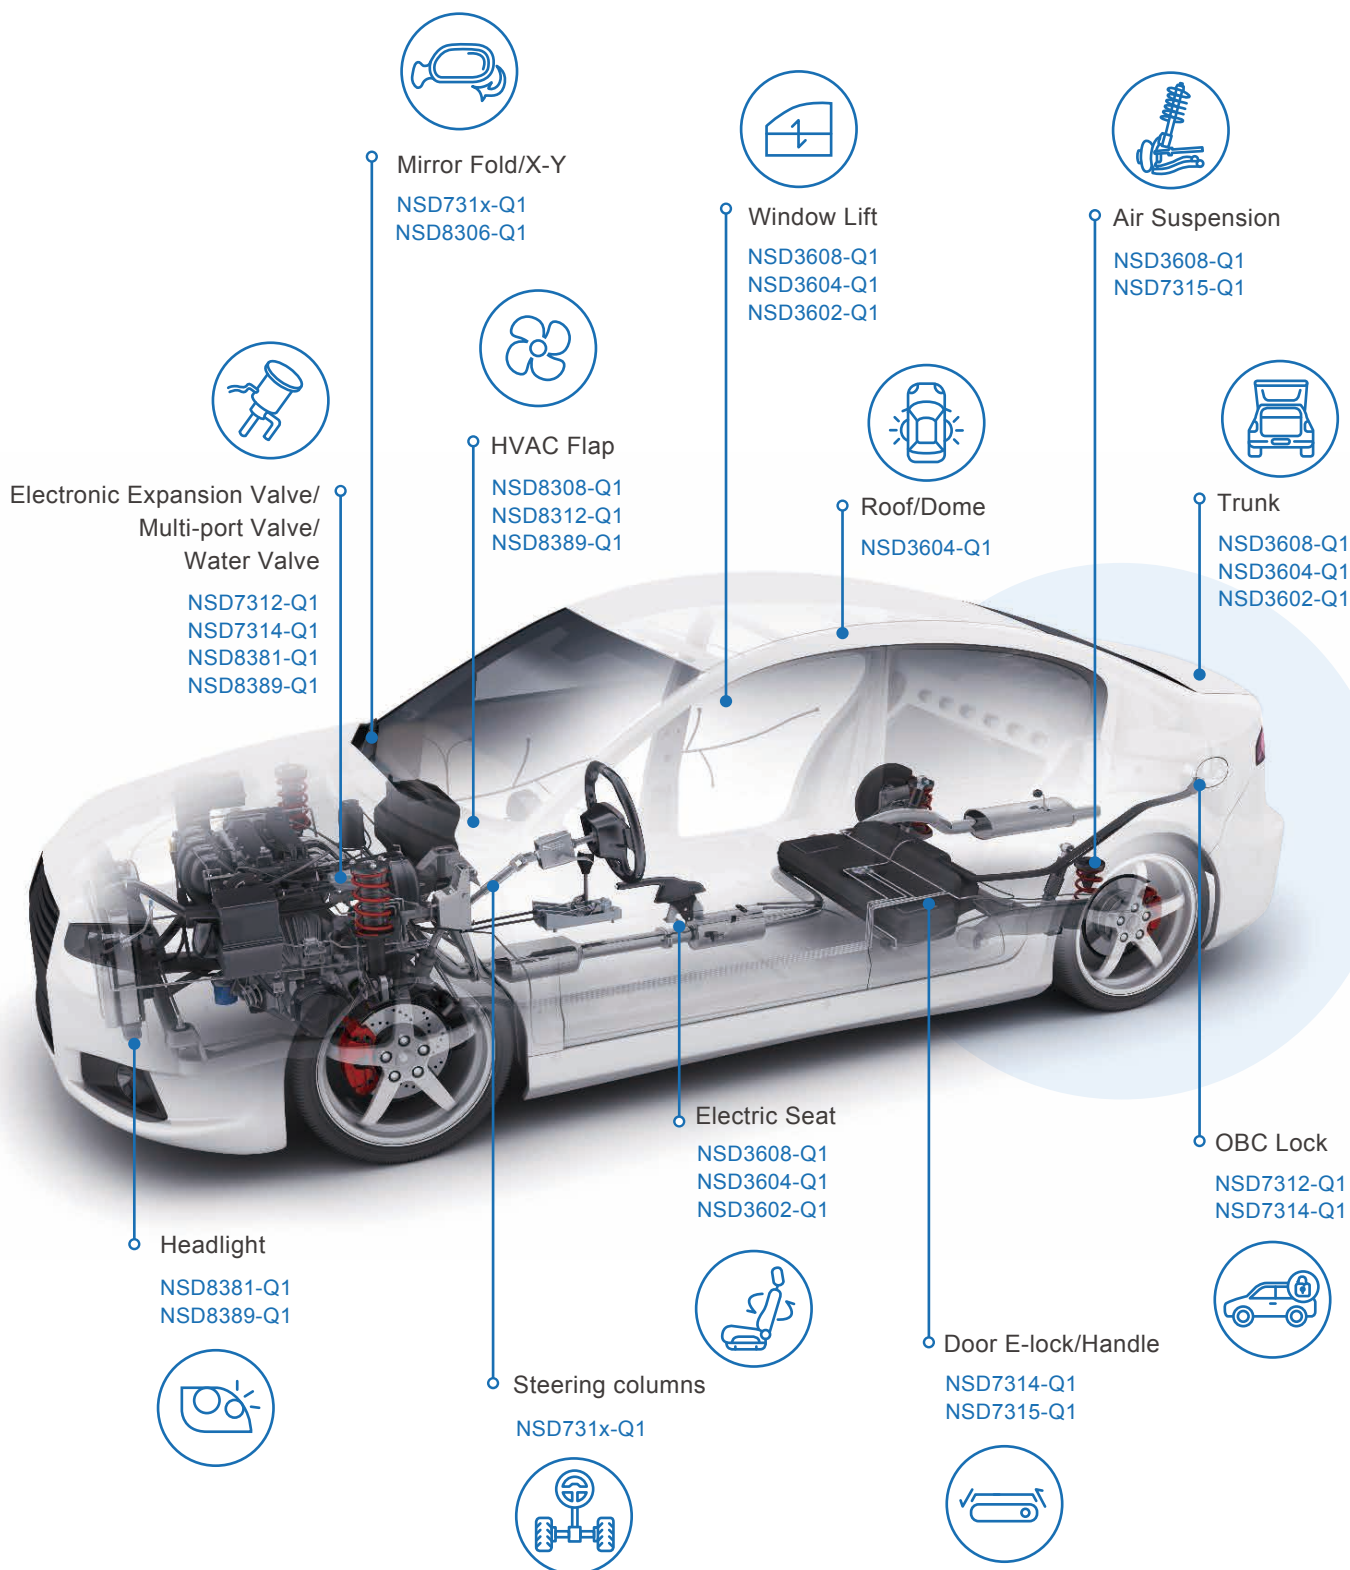 Mirror Fold/X-Y
NSD731x-Q1
NSD8306-Q1
Window Lift
NSD3608-Q1
NSD3604-Q1
NSD3602-Q1
Air Suspension
NSD3608-Q1
NSD7315-Q1
HVAC Flap
NSD8308-Q1
NSD8312-Q1
NSD8389-Q1
Electronic Expansion Valve/
Multi-port Valve/
Water Valve
NSD7312-Q1
NSD7314-Q1
NSD8381-Q1
NSD8389-Q1
Roof/Dome
NSD3604-Q1
Trunk
NSD3608-Q1
NSD3604-Q1
NSD3602-Q1
Electric Seat
NSD3608-Q1
NSD3604-Q1
NSD3602-Q1
OBC Lock
NSD7312-Q1
NSD7314-Q1
Headlight
NSD8381-Q1
NSD8389-Q1
Steering columns
NSD731x-Q1
Door E-lock/Handle
NSD7314-Q1
NSD7315-Q1